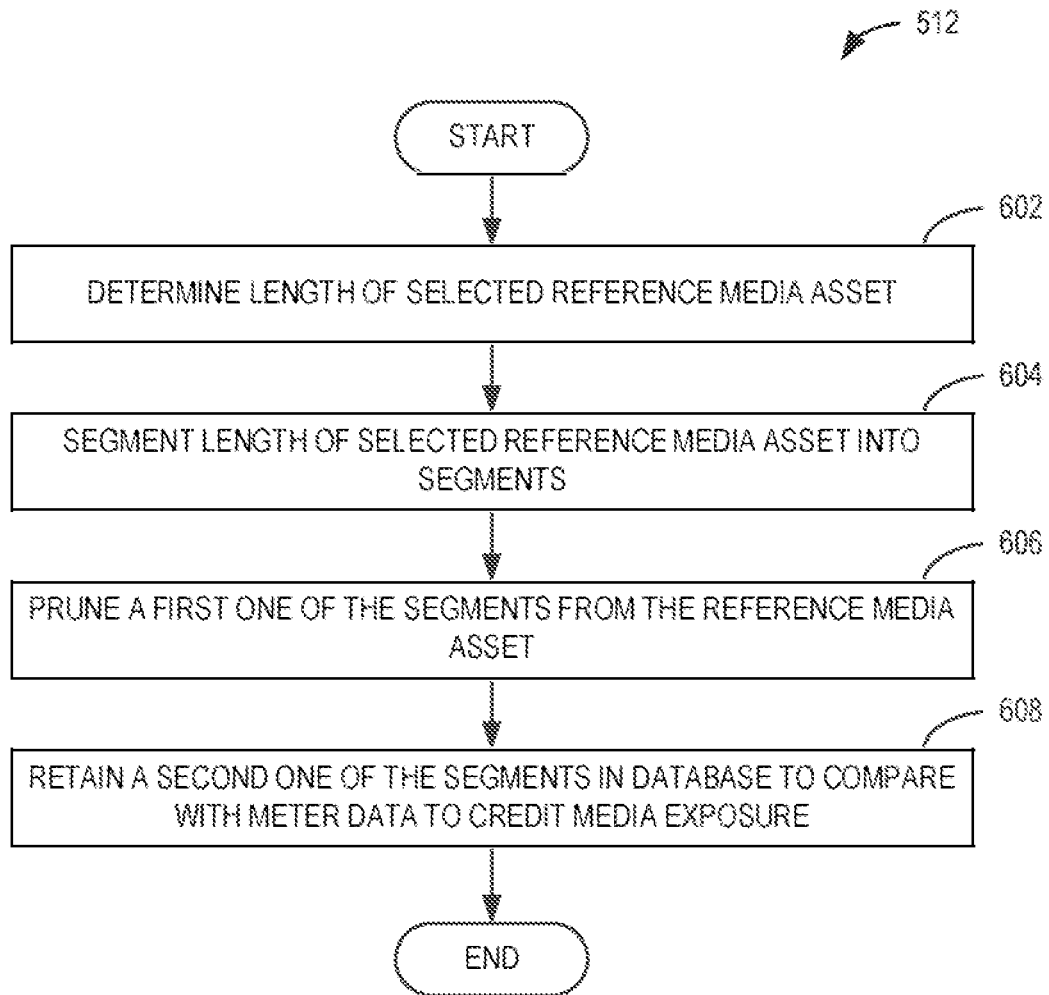 512
START
602
DETERMINE LENGTH OF SELECTED REFERENCE MEDIA ASSET
604
SEGMENT LENGTH OF SELECTED REFERENCE MEDIA ASSET INTO
SEGMENTS
606
PRUNE A FIRST ONE OF THE SEGMENTS FROM THE REFERENCE MEDIA
ASSET
608
RETAIN A SECOND ONE OF THE SEGMENTS IN DATABASE TO COMPARE
WITH METER DATA TO CREDIT MEDIA EXPOSURE
END